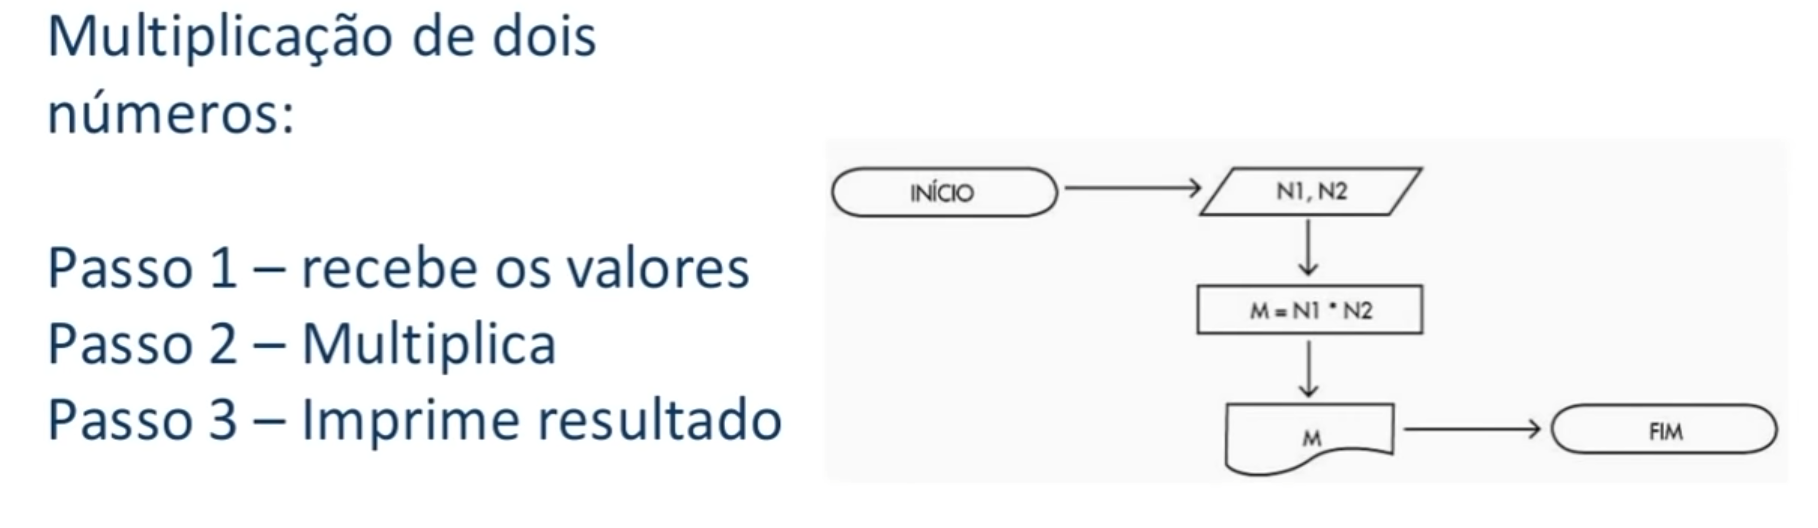 Multiplicação de dois
números:
Passo 1 – recebe os valores
Passo 2 – Multiplica
Passo 3 – Imprime resultado
INÍCIO
N1, N2
M = N1 * N2
M
FIM